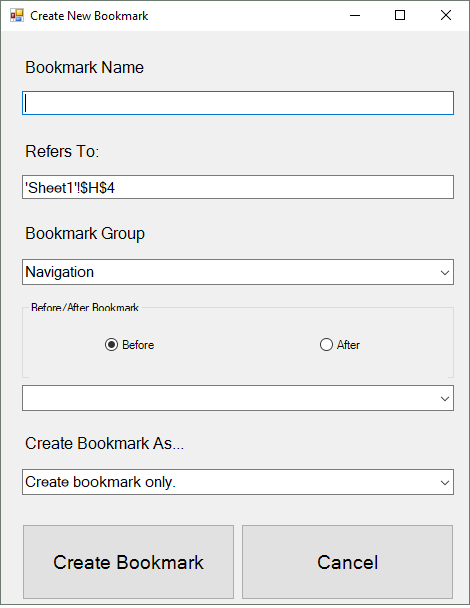 Create New Bookmark
Bookmark Name
Refers To:
'Sheet1'!$H$4
Bookmark Group
Navigation
Before/After Bookmark
Before After
Create Bookmark As...
Create bookmark only.
Create Bookmark Cancel